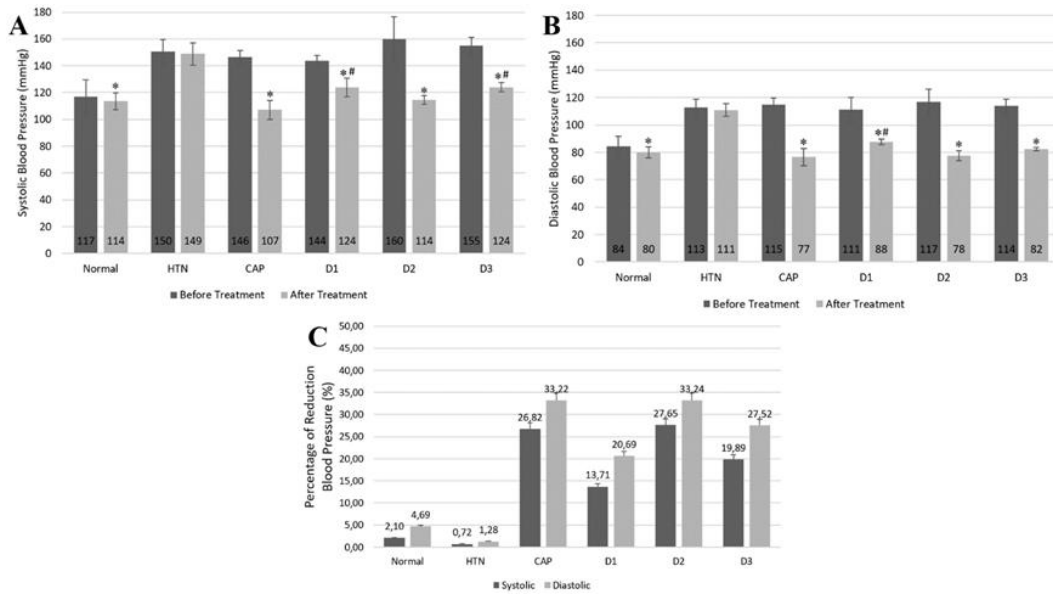 A
Systolic Blood Pressure (mmHg)
180
160
140
120
100
80
60
40
20
0
* * *# * *#
117 114 150 149 146 107 144 124 160 114 155 124
Normal HTN CAP D1 D2 D3
Before Treatment After Treatment
B
Diastolic Blood Pressure (mmHg)
180
160
140
120
100
80
60
40
20
0
* * *# * *
84 80 113 111 115 77 111 88 117 78 114 82
Normal HTN CAP D1 D2 D3
Before Treatment After Treatment
C
Percentage of Reduction
Blood Pressure (%)
50,00
45,00
40,00
35,00
30,00
25,00
20,00
15,00
10,00
5,00
0,00
2,10 4,69 0,72 1,28 26,82 33,22 13,71 20,69 27,65 33,24 19,89 27,52
Normal HTN CAP D1 D2 D3
Systolic Diastolic